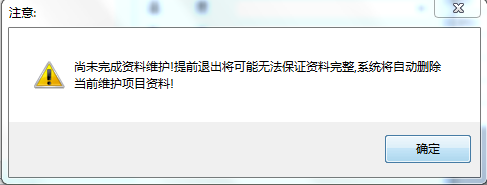 注意:
尚未完成资料维护!提前退出将可能无法保证资料完整,系统将自动删除
当前维护项目资料!
确定